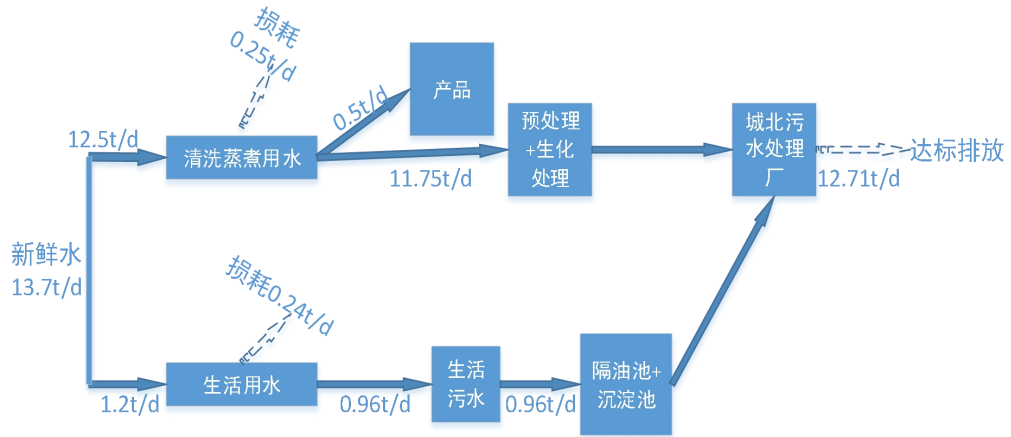 损耗
0.25t/d
产品
0.5t/d
12.5t/d
清洗蒸煮用水
11.75t/d
预处理
+生化
处理
城北污
水处理
厂
达标排放
12.71t/d
新鲜水
13.7t/d
损耗0.24t/d
生活用水
1.2t/d
0.96t/d
生活
污水
0.96t/d
隔油池+
沉淀池